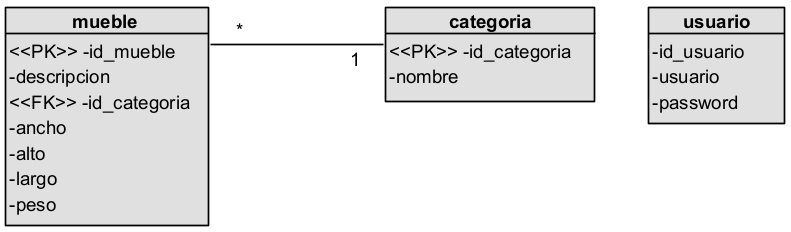 mueble
<<PK>> -id_mueble
-descripcion
<<FK>> -id_categoria
-ancho
-alto
-largo
-peso
*
1
categoria
<<PK>> -id_categoria
-nombre
usuario
-id_usuario
-usuario
-password